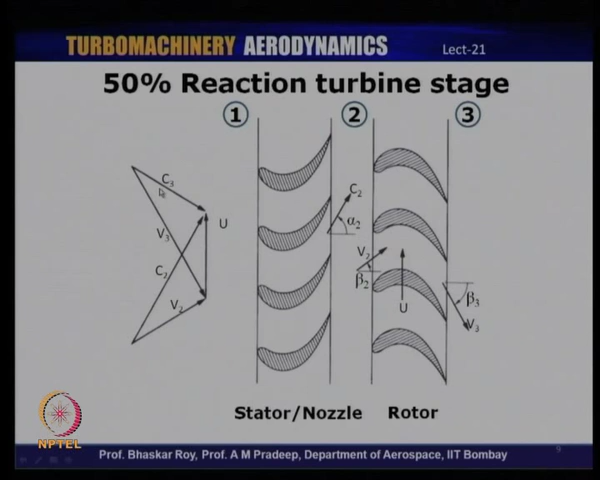 TURBOMACHINERY AERODYNAMICS Lect-21
50% Reaction turbine stage
1 2 3
C₃
U
V₃
C₂
V₂
C₂
α₂
V₂
β₂
U
β₃
V₃
Stator/Nozzle Rotor
NPTEL
Prof. Bhaskar Roy, Prof. A M Pradeep, Department of Aerospace, IIT Bombay 9